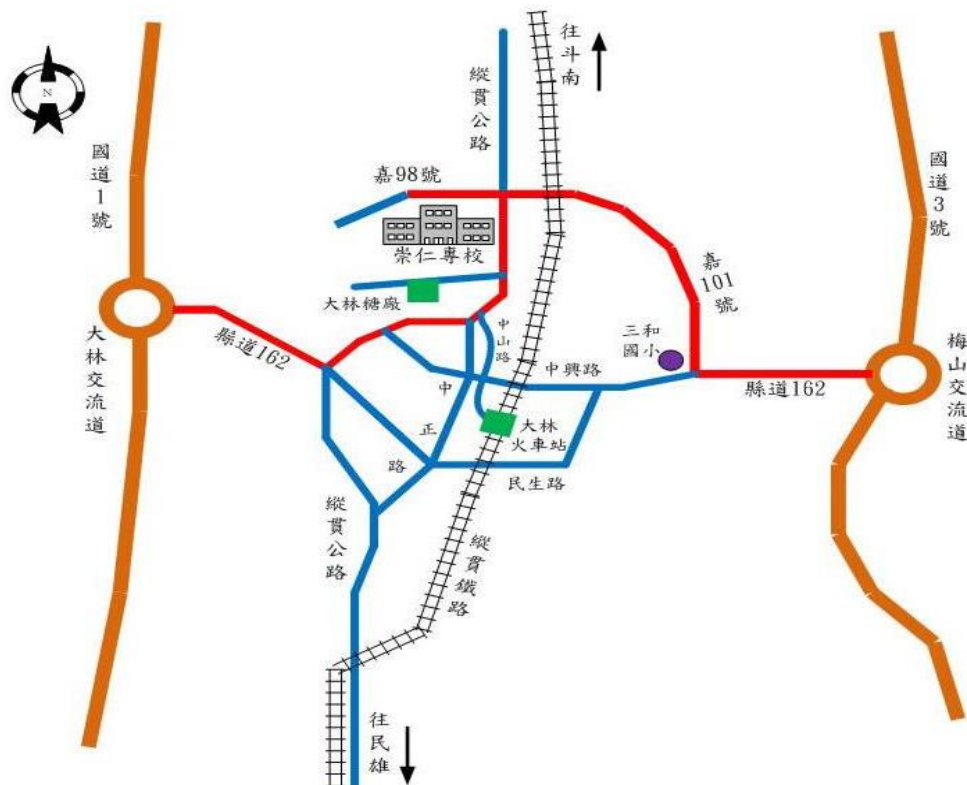 往斗南
縱貫公路
N
國道1號
國道3號
嘉98號
崇仁專校
嘉101號
大林糖廠
中山路
三和
國小
大林交流道
縣道162
中興路
梅山交流道
縣道162
中正路
大林
火車站
民生路
縱貫公路
縱貫鐵路
往民雄